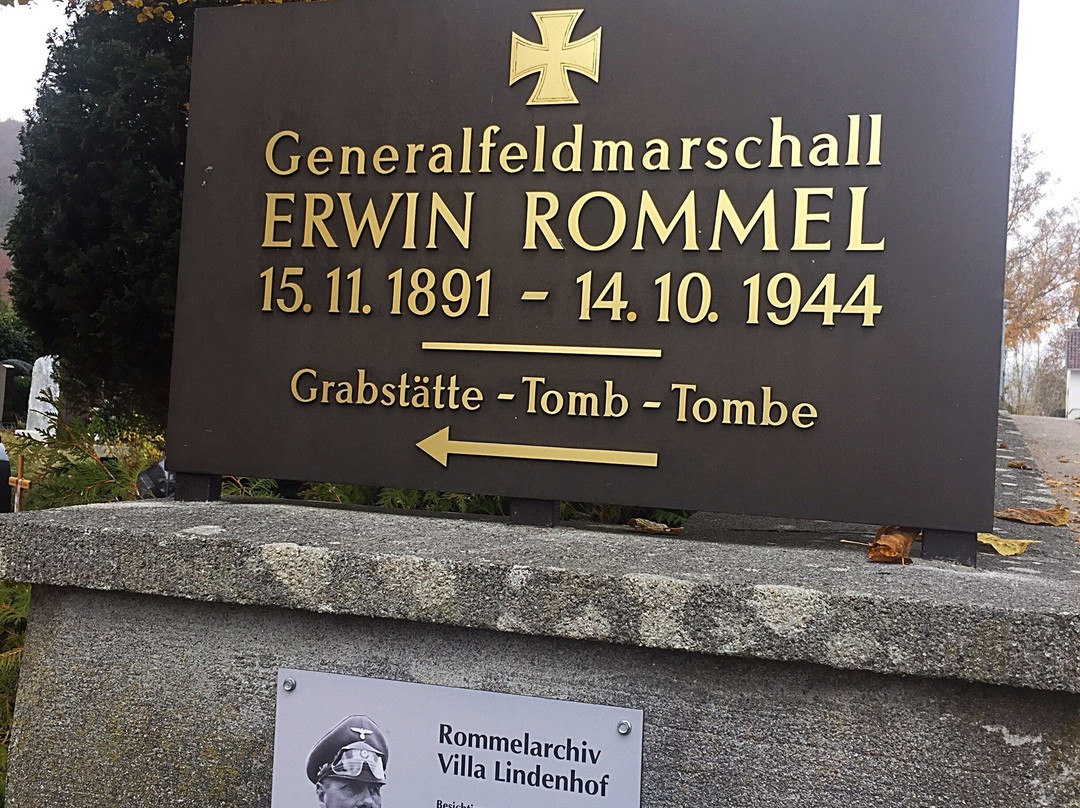 Generalfeldmarschall
ERWIN ROMMEL
15. 11. 1891 - 14. 10. 1944
Grabstätte - Tomb - Tombe
Rommelarchiv
Villa Lindenhof